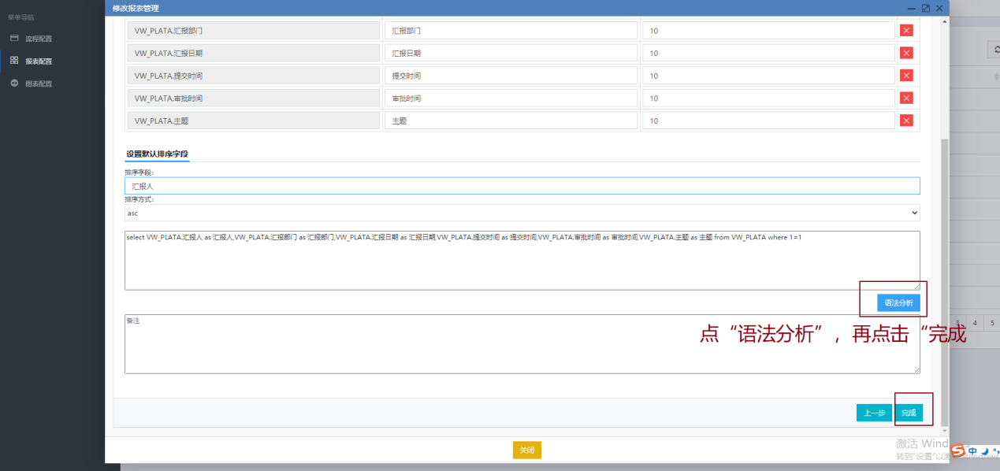 修改报表管理
菜单导航
流程配置
报表配置
图表配置
VW_PLATA.汇报部门 汇报部门 10
VW_PLATA.汇报日期 汇报日期 10
VW_PLATA.提交时间 提交时间 10
VW_PLATA.审批时间 审批时间 10
VW_PLATA.主题 主题 10
设置默认排序字段
排序字段:
汇报人
排序方式:
asc
select VW_PLATA.汇报人 as 汇报人,VW_PLATA.汇报部门 as 汇报部门,VW_PLATA.汇报日期 as 汇报日期,VW_PLATA.提交时间 as 提交时间,VW_PLATA.审批时间 as 审批时间,VW_PLATA.主题 as 主题 from VW_PLATA where 1=1
语法分析
备注
3 4 5
点“语法分析”，再点击“完成
上一步 完成
关闭
激活 Windows
转到"设置"以激
中